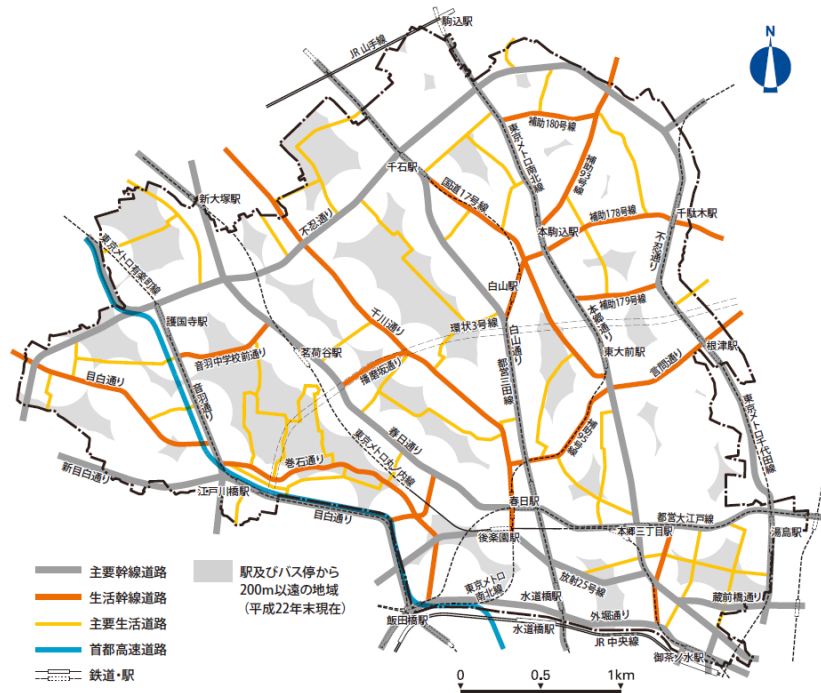 駒込駅
JR山手線
N
補助180号線
東京メトロ南北線
補助93号線
千石駅
国道17号線
新大塚駅
不忍通り
本駒込駅
補助178号線
千駄木駅
東京メトロ有楽町線
不忍通り
白山駅
護国寺駅
千川通り
環状3号線
白山通り
本郷通り
補助179号線
音羽中学校前通り
茗荷谷駅
播磨坂通り
都営三田線
東大前駅
言問通り
根津駅
目白通り
音羽通り
春日通り
東京メトロ丸ノ内線
東京メトロ千代田線
新目白通り
巻石通り
江戸川橋駅
目白通り
春日駅
都営大江戸線
後楽園駅
本郷三丁目駅
湯島駅
主要幹線道路
生活幹線道路
主要生活道路
首都高速道路
鉄道・駅
駅及びバス停から
200m以遠の地域
(平成22年末現在)
東京メトロ
南北線
放射25号線
蔵前橋通り
水道橋駅
飯田橋駅
外堀通り
水道橋駅
JR中央線
御茶ノ水駅
0 0.5 1km